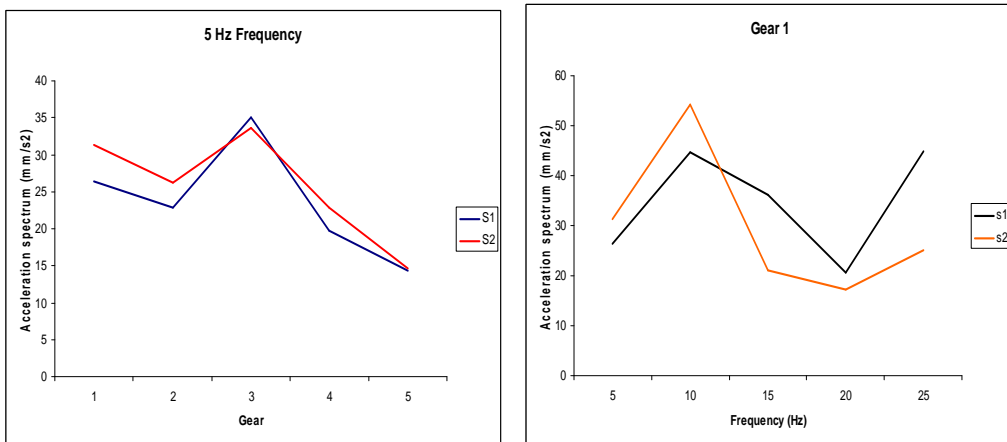 5 Hz Frequency
40
35
30
25
20
15
10
5
0
Acceleration spectrum (mm/s2)
1 2 3 4 5
Gear
S1
S2
Gear 1
60
50
40
30
20
10
0
Acceleration spectrum (mm/s2)
5 10 15 20 25
Frequency (Hz)
s1
s2